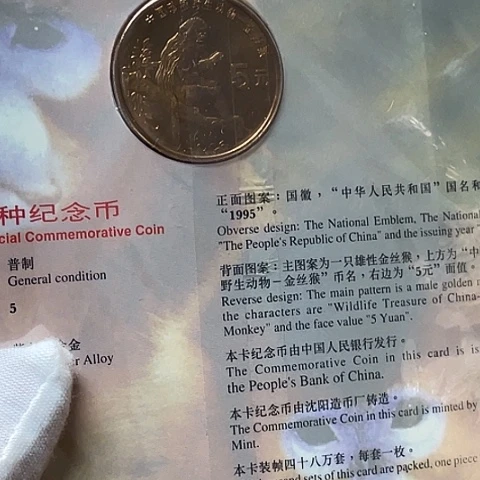 5元
种纪念币
cial Commemorative Coin
普制
General condition
5
金
er Alloy
正面图案：国徽，“中华人民共和国”国名和
“1995”。
Obverse design: The National Emblem, The National
"The People's Republic of China" and the issuing year
背面图案：主图案为一只雄性金丝猴，上方为“中
野生动物－金丝猴”币名，右边为“5元”面值。
Reverse design: The main pattern is a male golden
the characters are "Wildlife Treasure of China-
Monkey" and the face value "5 Yuan".
本卡纪念币由中国人民银行发行。
The Commemorative Coin in this card is is
the People's Bank of China.
本卡纪念币由沈阳造币厂铸造。
The Commemorative Coin in this card is minted by
Mint.
本卡装帧四十八万套，每套一枚。
sets of this card are packed, one piece